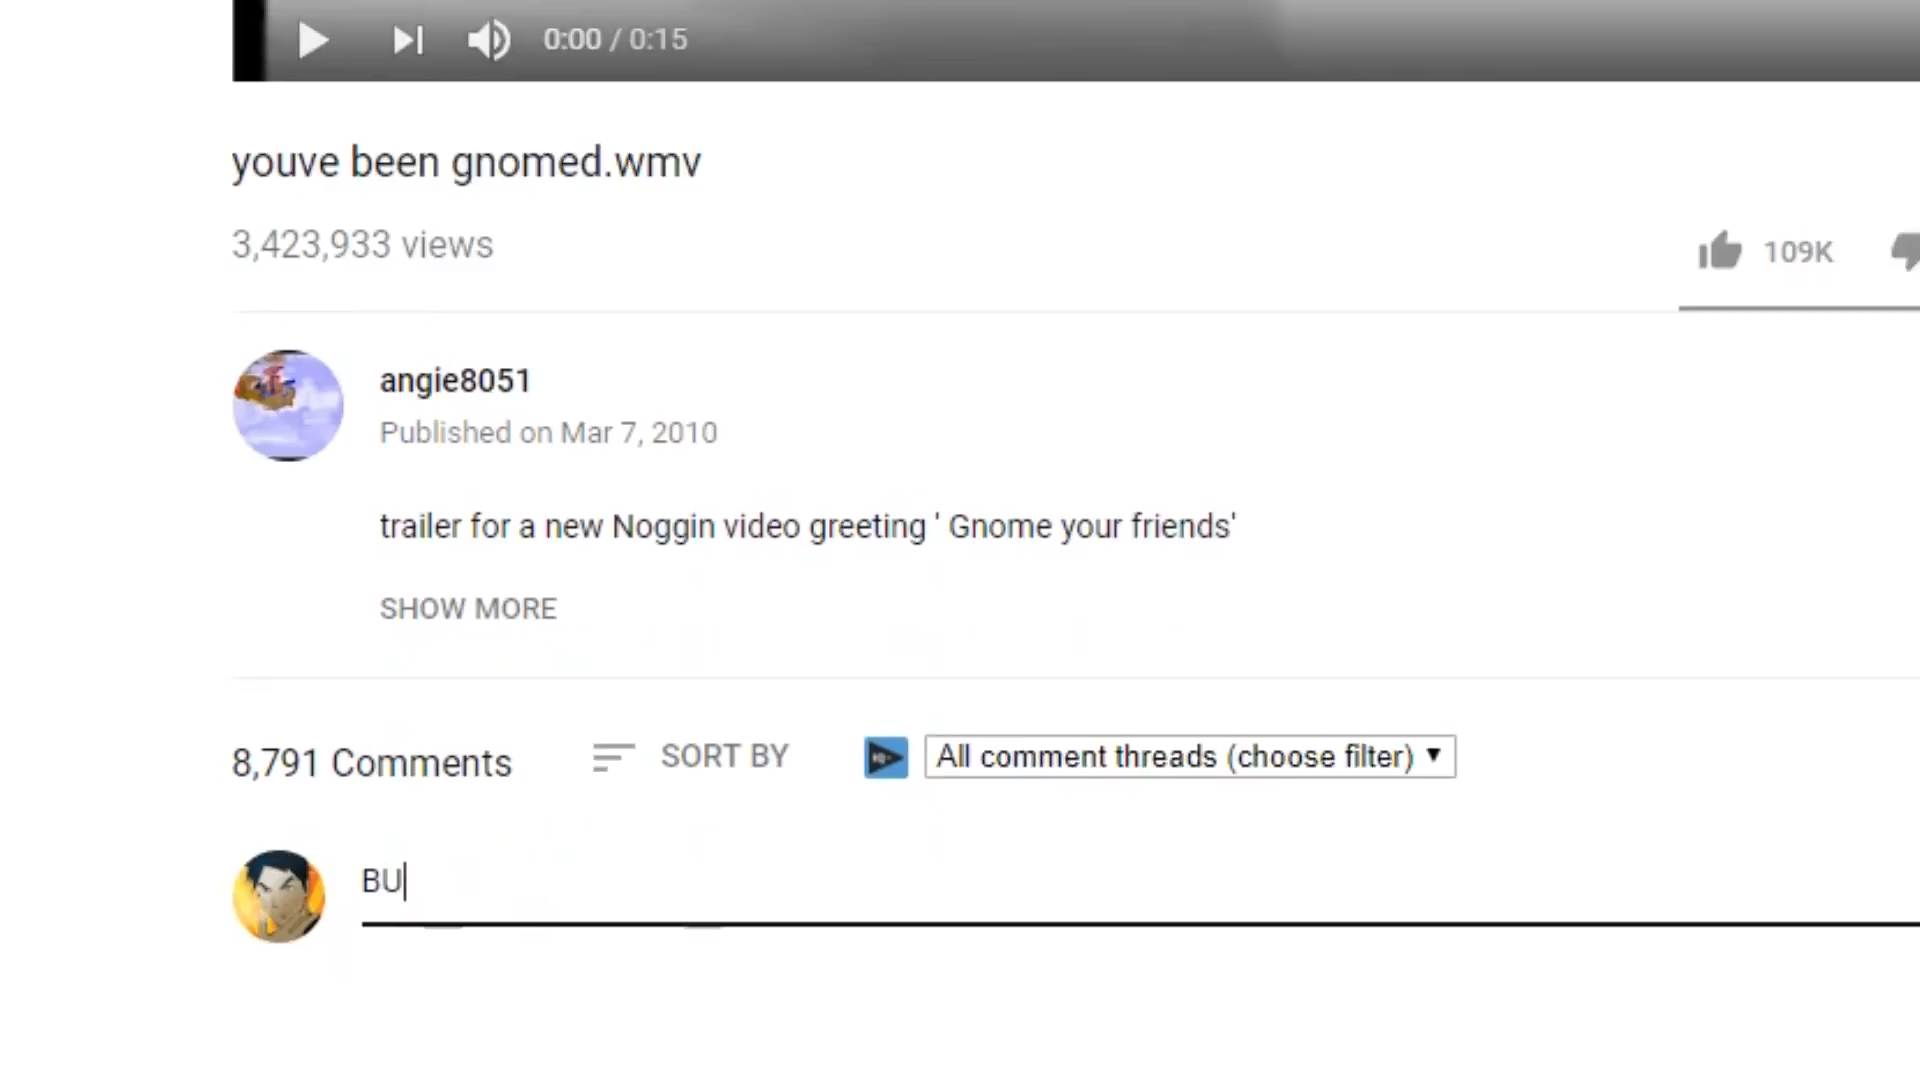 0:00 / 0:15
youve been gnomed.wmv
3,423,933 views
109K
angie8051
Published on Mar 7, 2010
trailer for a new Noggin video greeting ' Gnome your friends'
SHOW MORE
8,791 Comments SORT BY All comment threads (choose filter)
BU